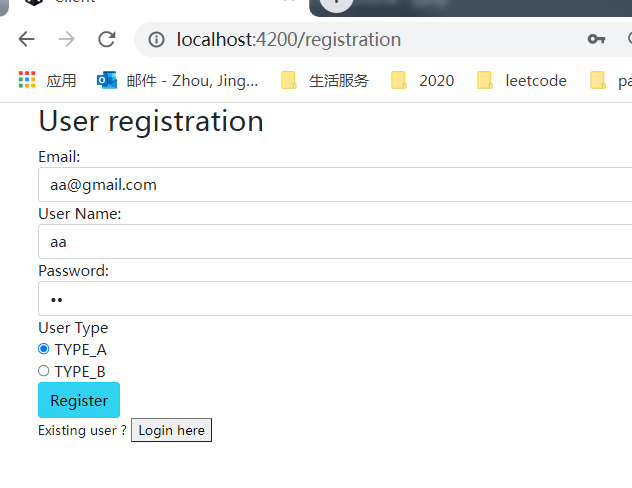 Client
localhost:4200/registration
应用 邮件 - Zhou, Jing... 生活服务 2020 leetcode pa
User registration
Email:
aa@gmail.com
User Name:
aa
Password:
••
User Type
TYPE_A
TYPE_B
Register
Existing user ? Login here